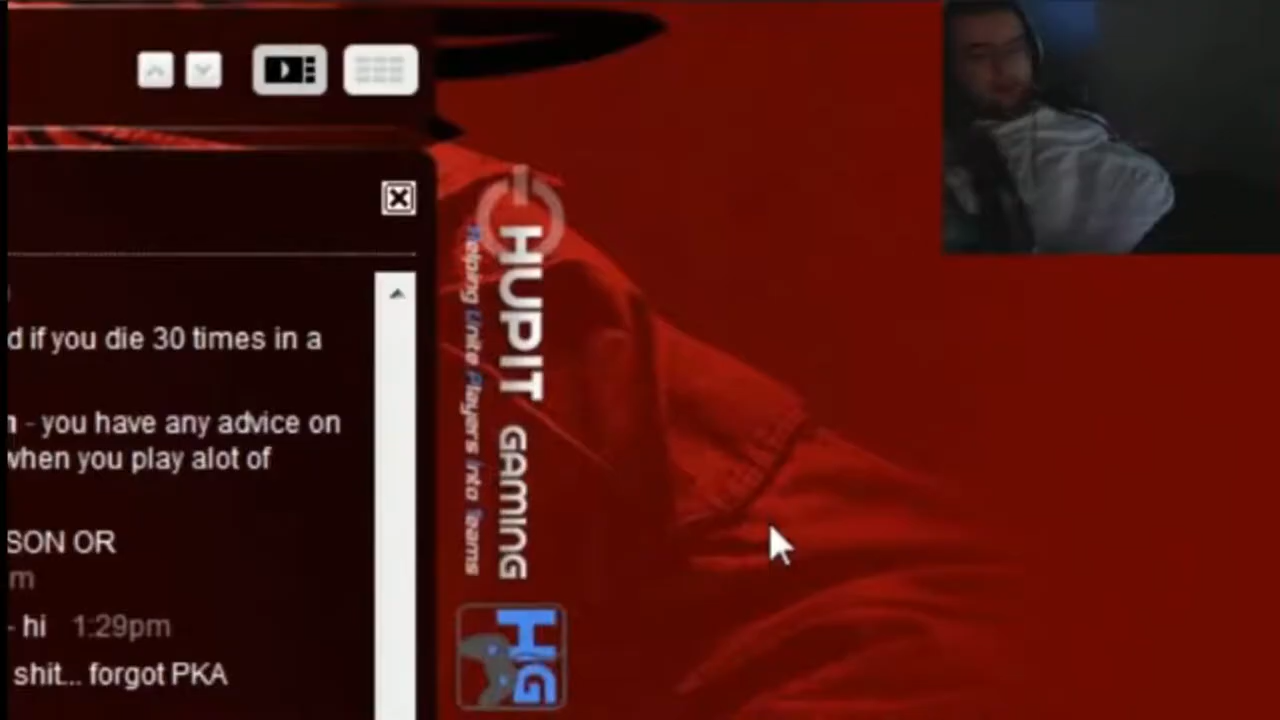 d if you die 30 times in a
- you have any advice on
when you play alot of
SON OR
m
- hi 1:29pm
shit... forgot PKA
HUPIT GAMING
Helping Unite Players Into Teams
HG